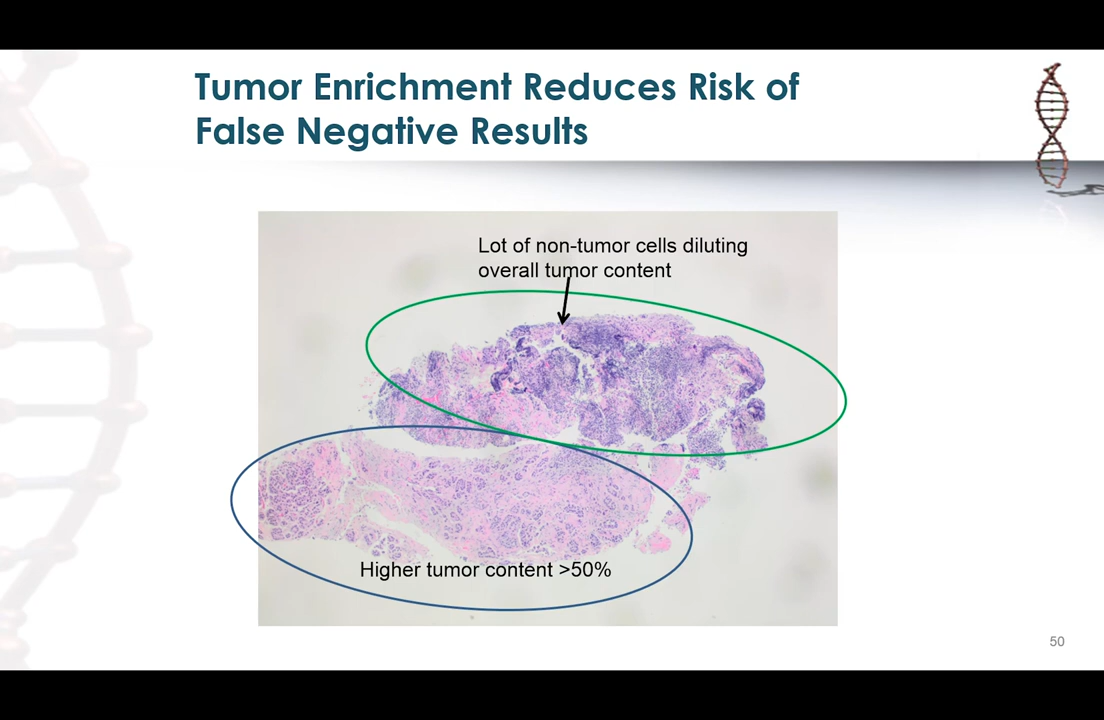 Tumor Enrichment Reduces Risk of
False Negative Results
Lot of non-tumor cells diluting
overall tumor content
Higher tumor content >50%
50